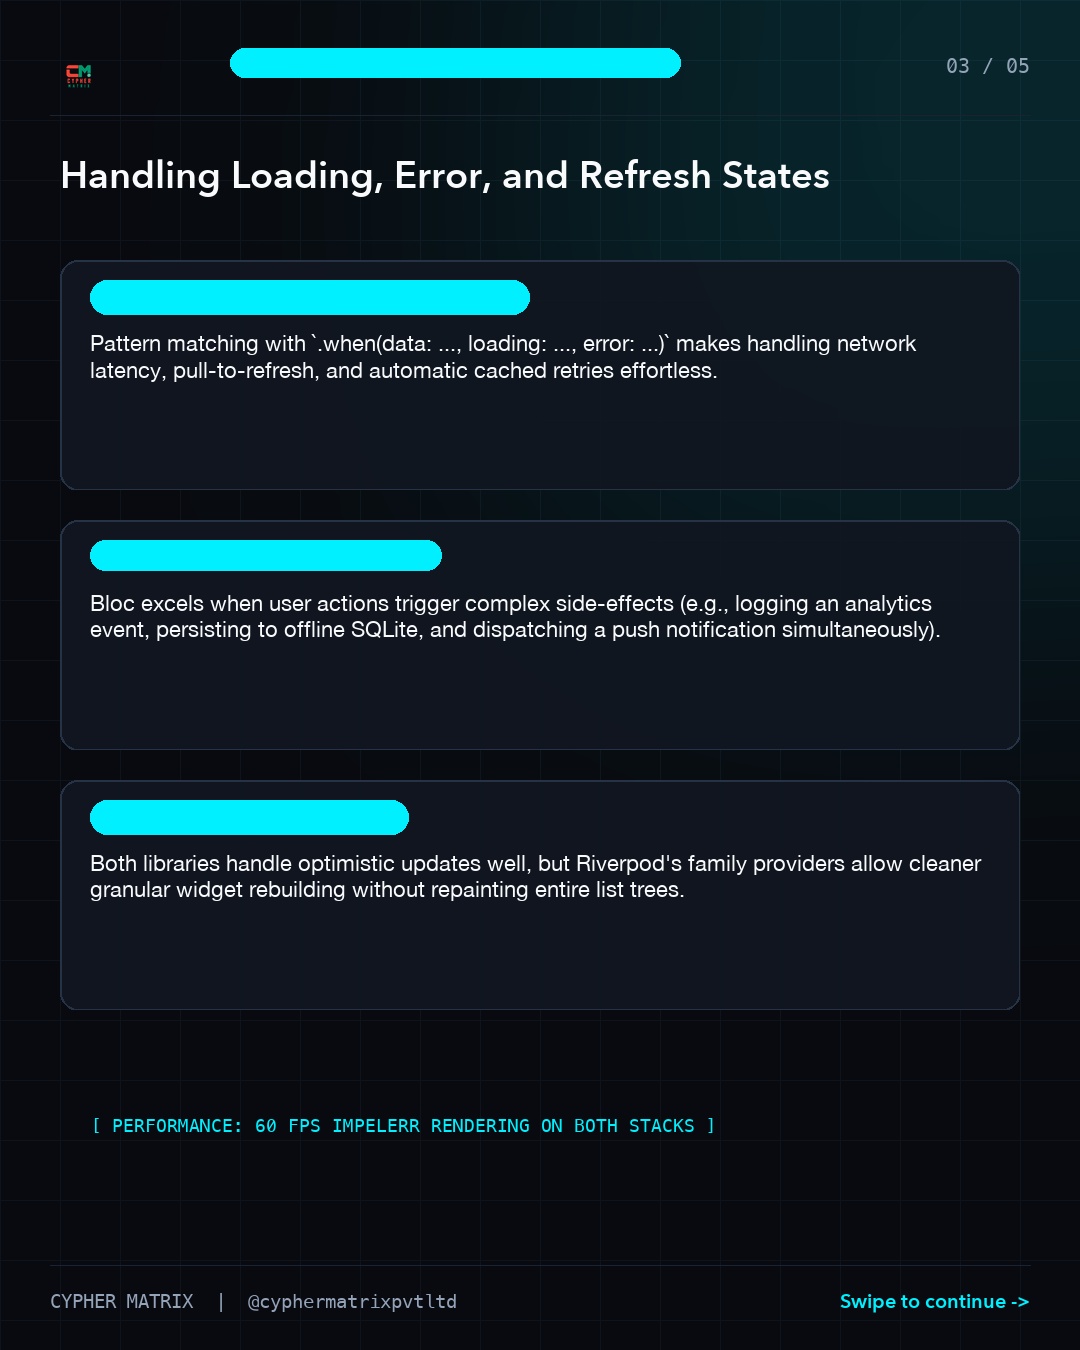 CM
CYPHER
MATRIX
03 / 05
Handling Loading, Error, and Refresh States
Pattern matching with `.when(data: ..., loading: ..., error: ...)` makes handling network
latency, pull-to-refresh, and automatic cached retries effortless.
Bloc excels when user actions trigger complex side-effects (e.g., logging an analytics
event, persisting to offline SQLite, and dispatching a push notification simultaneously).
Both libraries handle optimistic updates well, but Riverpod's family providers allow cleaner
granular widget rebuilding without repainting entire list trees.
[ PERFORMANCE: 60 FPS IMPELERR RENDERING ON BOTH STACKS ]
CYPHER MATRIX | @cyphermatrixpvtltd
Swipe to continue ->